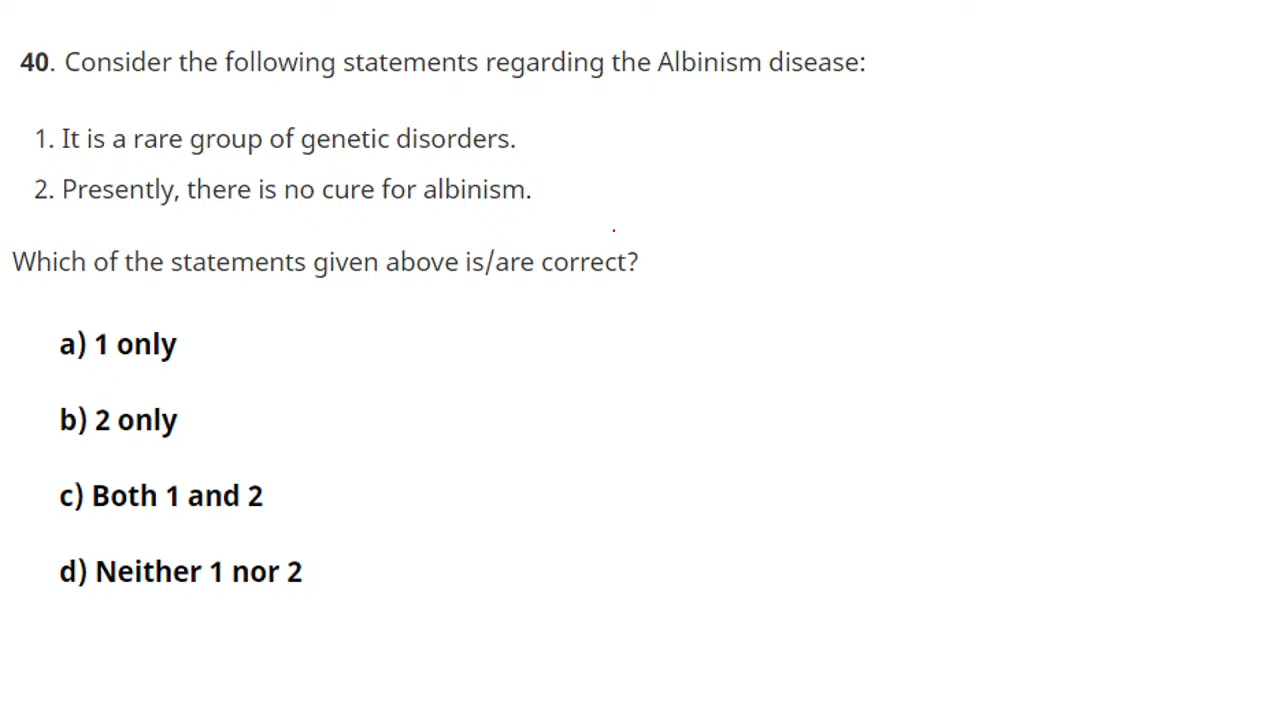 40. Consider the following statements regarding the Albinism disease:
1. It is a rare group of genetic disorders.
2. Presently, there is no cure for albinism.
Which of the statements given above is/are correct?
a) 1 only
b) 2 only
c) Both 1 and 2
d) Neither 1 nor 2